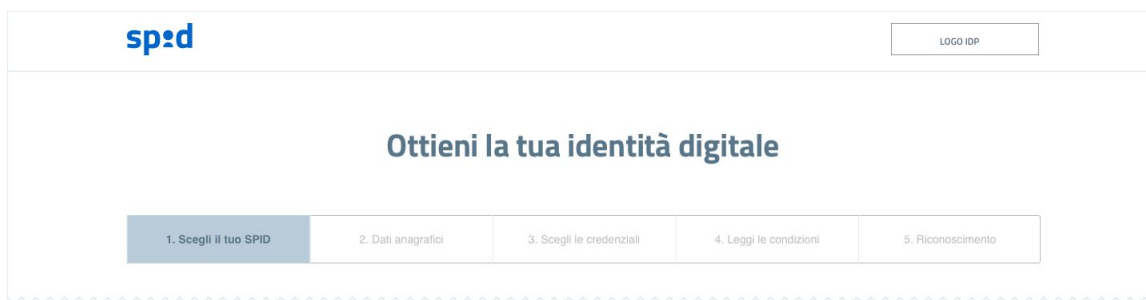 spid
LOGO IDP
Ottieni la tua identità digitale
1. Scegli il tuo SPID
2. Dati anagrafici
3. Scegli le credenziali
4. Leggi le condizioni
5. Riconoscimento